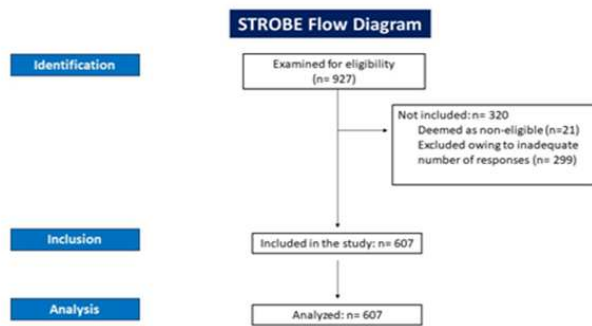 STROBE Flow Diagram
Identification
Examined for eligibility
(n= 927)
Not included: n= 320
Deemed as non-eligible (n=21)
Excluded owing to inadequate
number of responses (n= 299)
Inclusion
Included in the study: n= 607
Analysis
Analyzed: n= 607